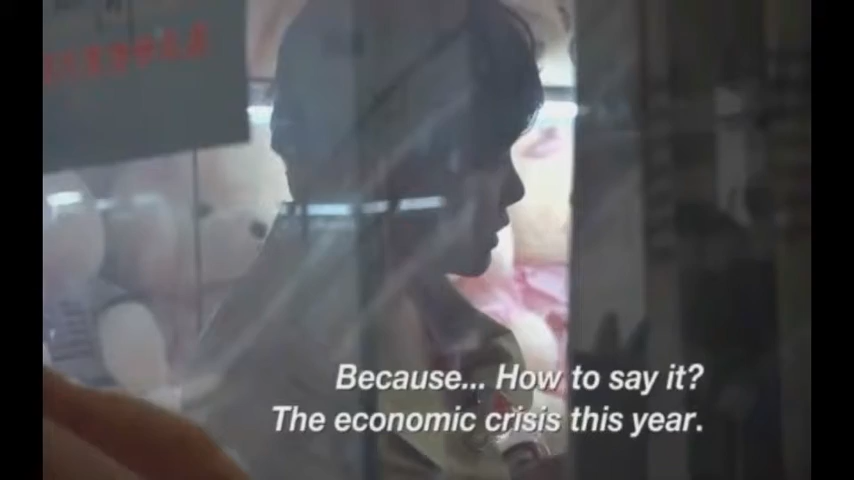 Because... How to say it?
The economic crisis this year.